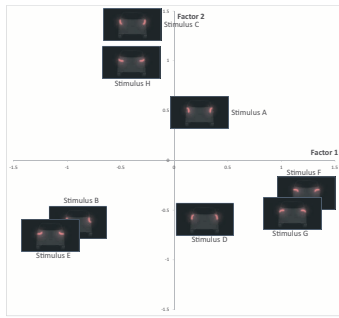 1.5
Factor 2
Stimulus C
1
Stimulus H
0.5
Stimulus A
Factor 1
-1.5
-1
-0.5
0
0
0.5
1
1.5
Stimulus F
Stimulus B
-0.5
Stimulus G
Stimulus D
Stimulus E
-1
-1.5